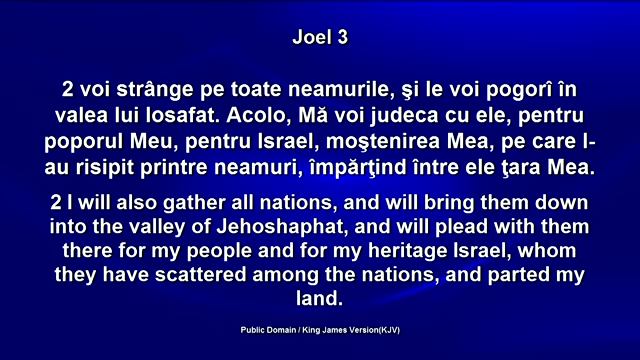 Joel 3
2 voi strânge pe toate neamurile, şi le voi pogorî în
valea lui Iosafat. Acolo, Mă voi judeca cu ele, pentru
poporul Meu, pentru Israel, moştenirea Mea, pe care l-
au risipit printre neamuri, împărţind între ele ţara Mea.
2 I will also gather all nations, and will bring them down
into the valley of Jehoshaphat, and will plead with them
there for my people and for my heritage Israel, whom
they have scattered among the nations, and parted my
land.
Public Domain / King James Version(KJV)